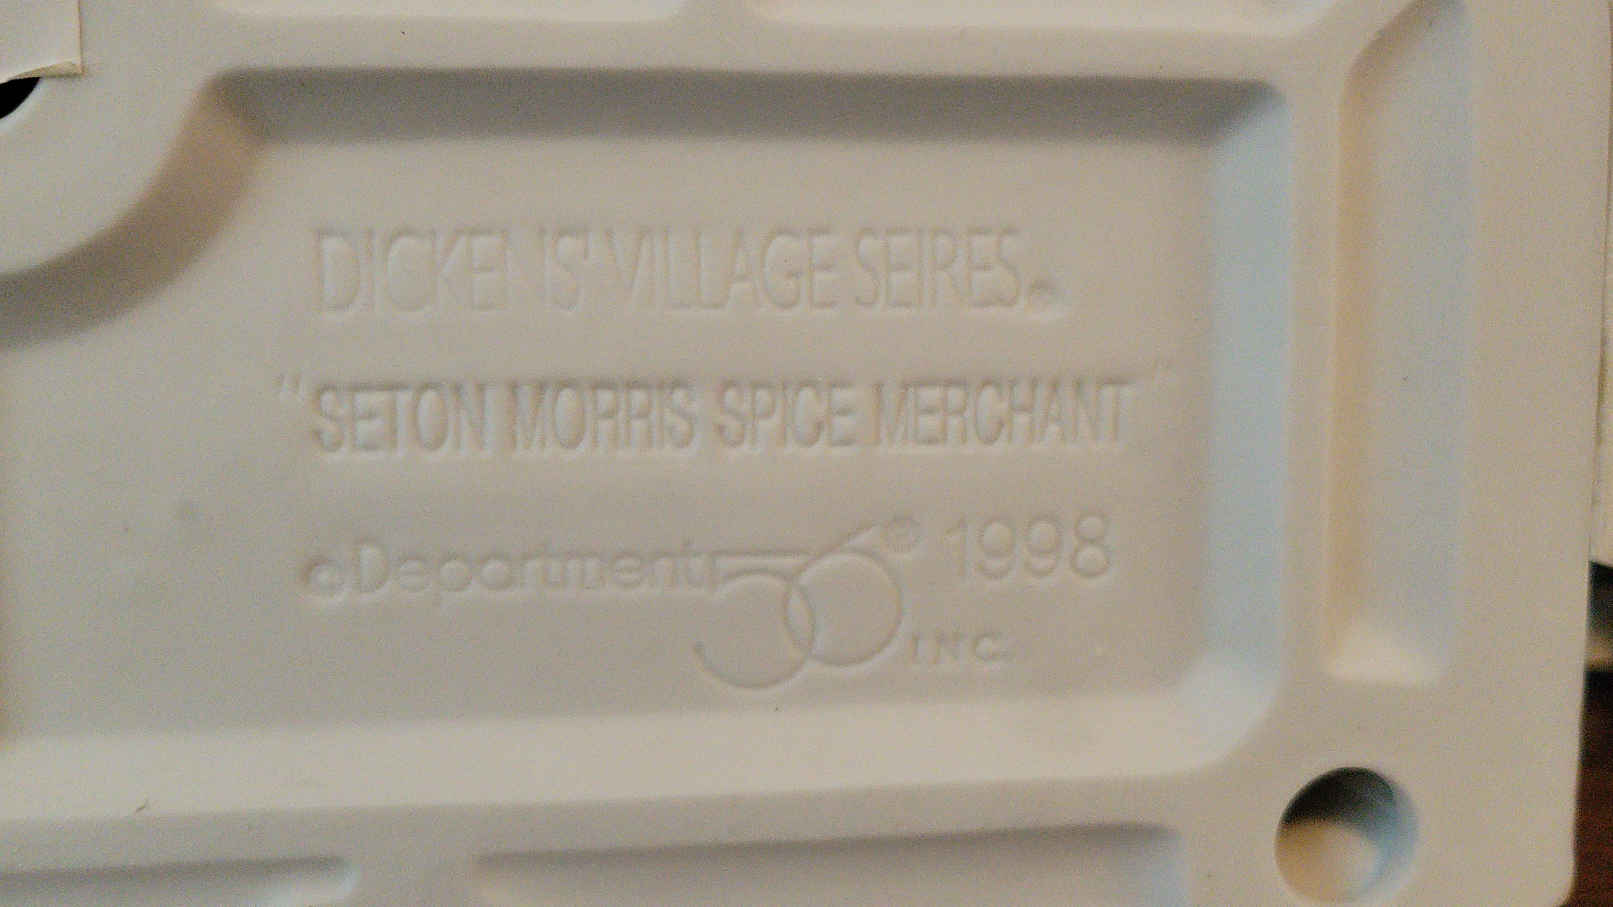 DICKENS' VILLAGE SEIRES®
"SETON MORRIS SPICE MERCHANT"
©Department 56® 1998
INC.